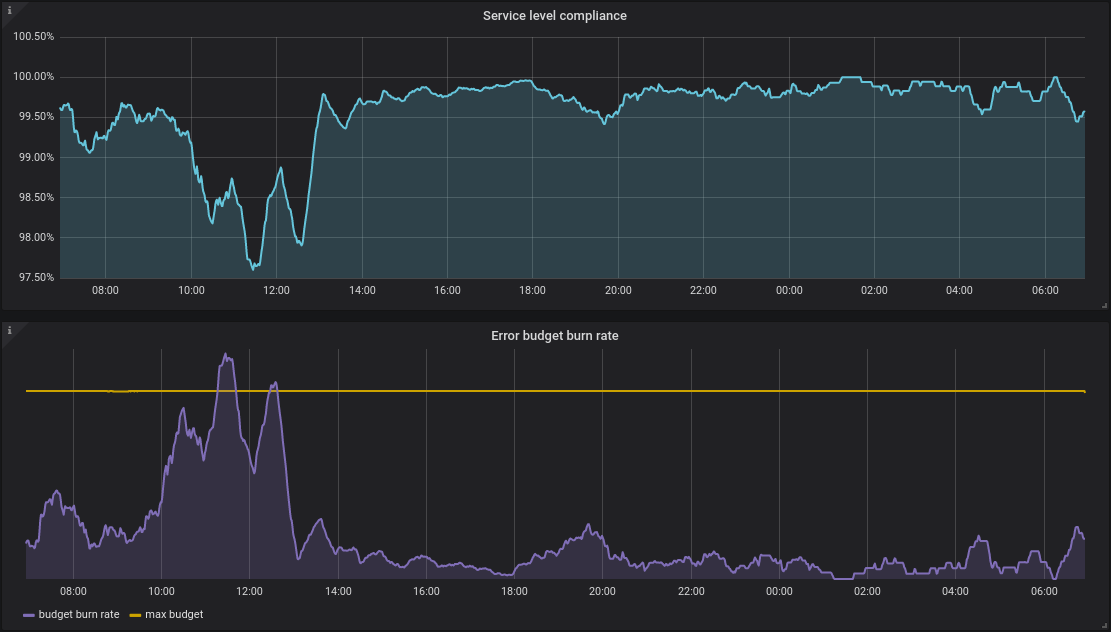 i
Service level compliance
100.50%
100.00%
99.50%
99.00%
98.50%
98.00%
97.50%
08:00 10:00 12:00 14:00 16:00 18:00 20:00 22:00 00:00 02:00 04:00 06:00
i
Error budget burn rate
08:00 10:00 12:00 14:00 16:00 18:00 20:00 22:00 00:00 02:00 04:00 06:00
budget burn rate max budget